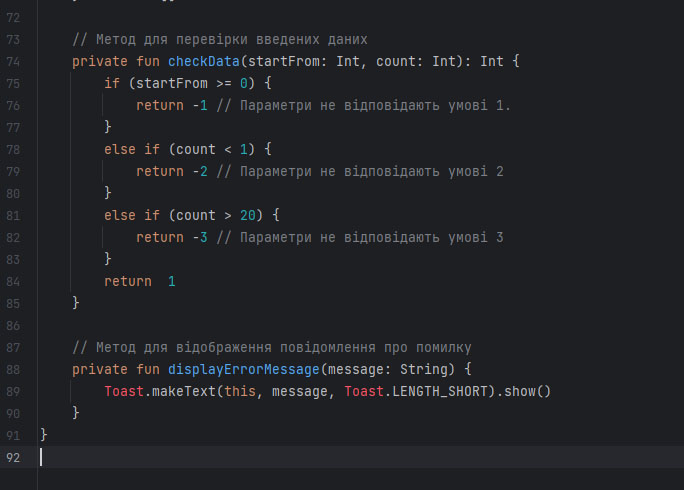 72
73 // Метод для перевірки введених даних
74 private fun checkData(startFrom: Int, count: Int): Int {
75 if (startFrom >= 0) {
76 return -1 // Параметри не відповідають умові 1.
77 }
78 else if (count < 1) {
79 return -2 // Параметри не відповідають умові 2
80 }
81 else if (count > 20) {
82 return -3 // Параметри не відповідають умові 3
83 }
84 return  1
85 }
86
87 // Метод для відображення повідомлення про помилку
88 private fun displayErrorMessage(message: String) {
89 Toast.makeText(this, message, Toast.LENGTH_SHORT).show()
90 }
91 }
92